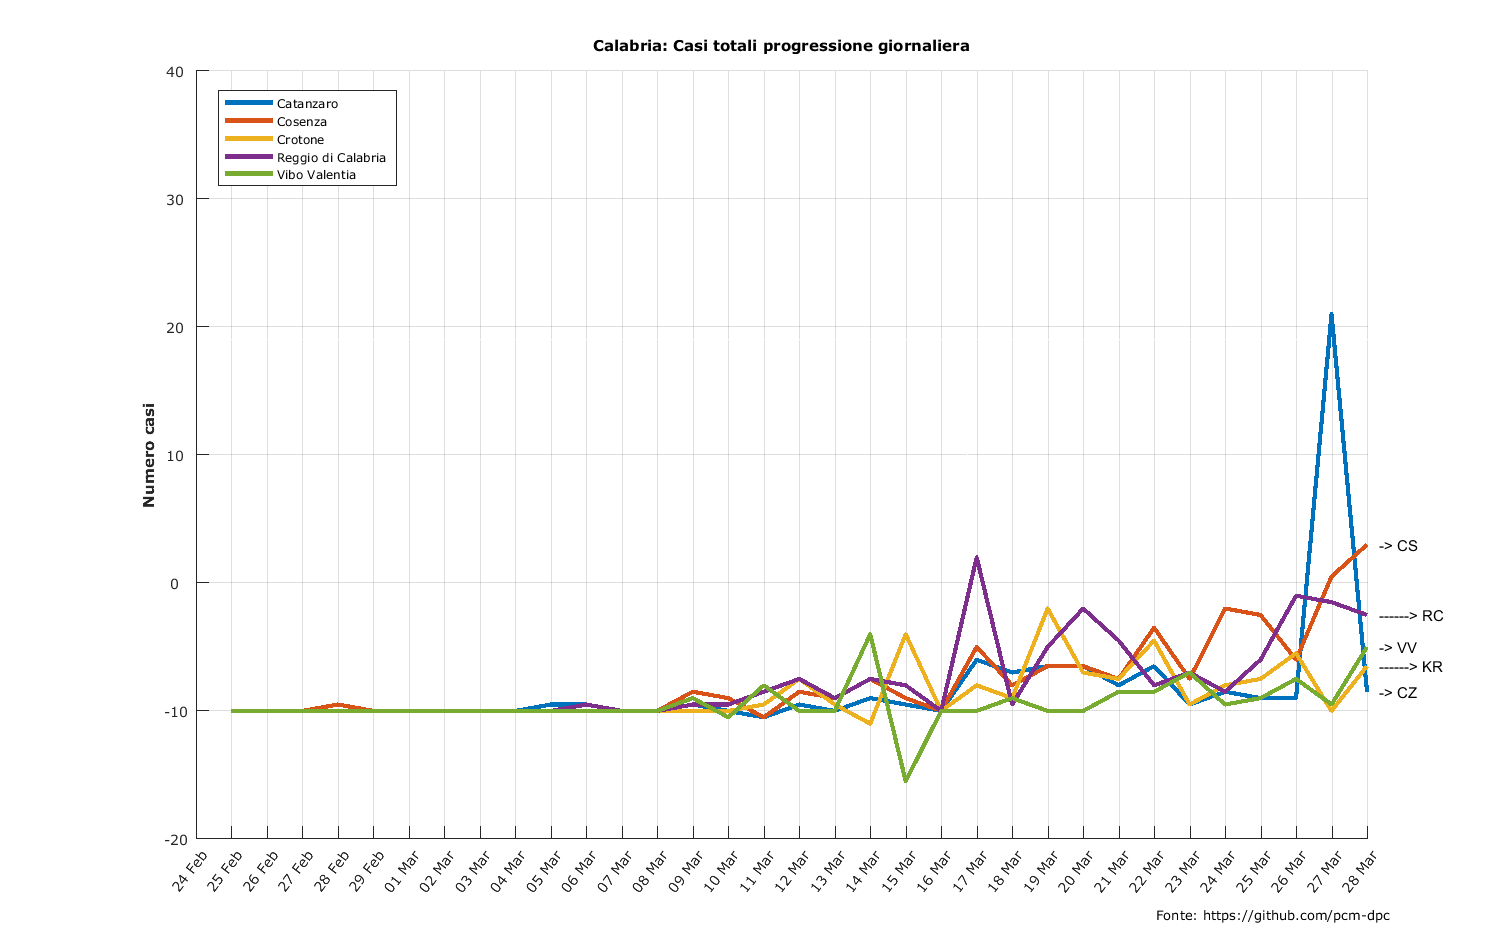 Calabria: Casi totali progressione giornaliera
40
30
20
10
0
-10
-20
Numero casi
Catanzaro
Cosenza
Crotone
Reggio di Calabria
Vibo Valentia
-> CS
------> RC
-> VV
------> KR
-> CZ
24 Feb
25 Feb
26 Feb
27 Feb
28 Feb
29 Feb
01 Mar
02 Mar
03 Mar
04 Mar
05 Mar
06 Mar
07 Mar
08 Mar
09 Mar
10 Mar
11 Mar
12 Mar
13 Mar
14 Mar
15 Mar
16 Mar
17 Mar
18 Mar
19 Mar
20 Mar
21 Mar
22 Mar
23 Mar
24 Mar
25 Mar
26 Mar
27 Mar
28 Mar
Fonte: https://github.com/pcm-dpc